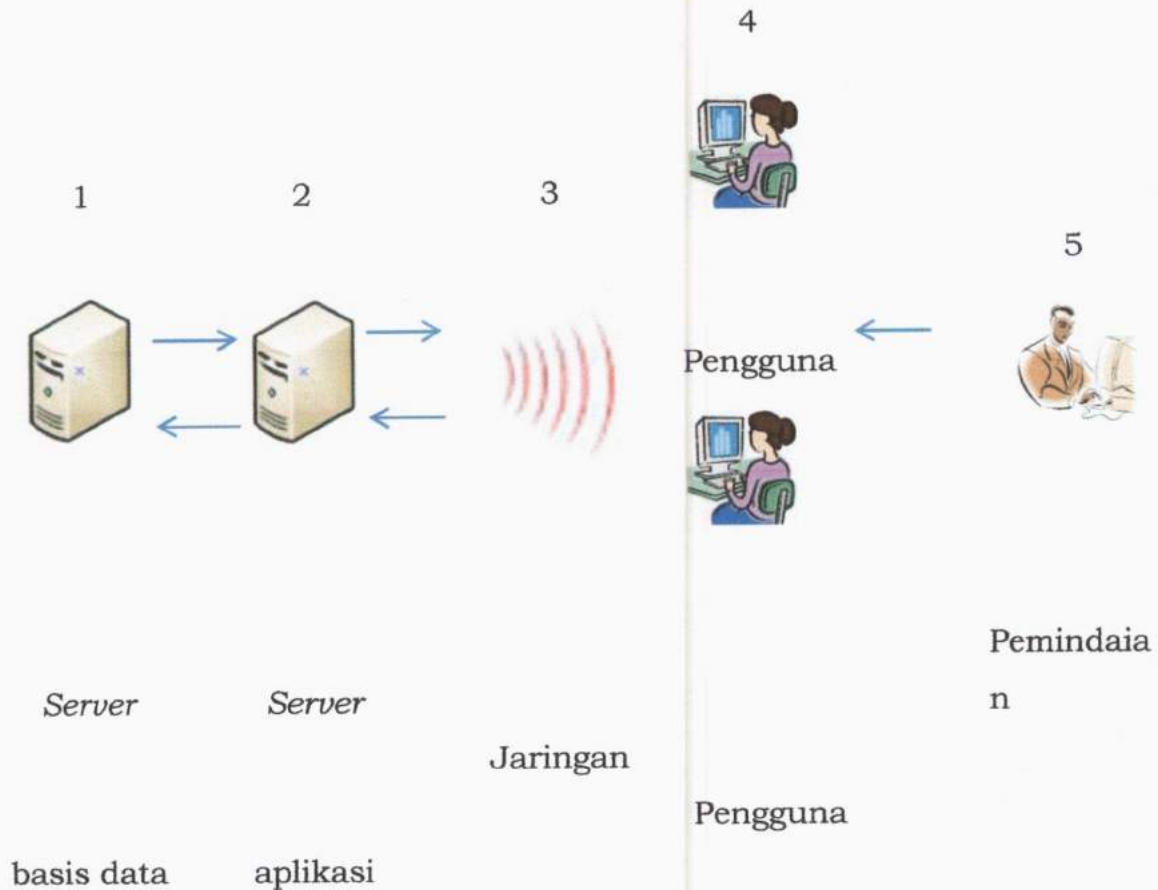 4
1
2
3
5
Pengguna
Pemindaia
n
Server
Server
Jaringan
Pengguna
basis data
aplikasi